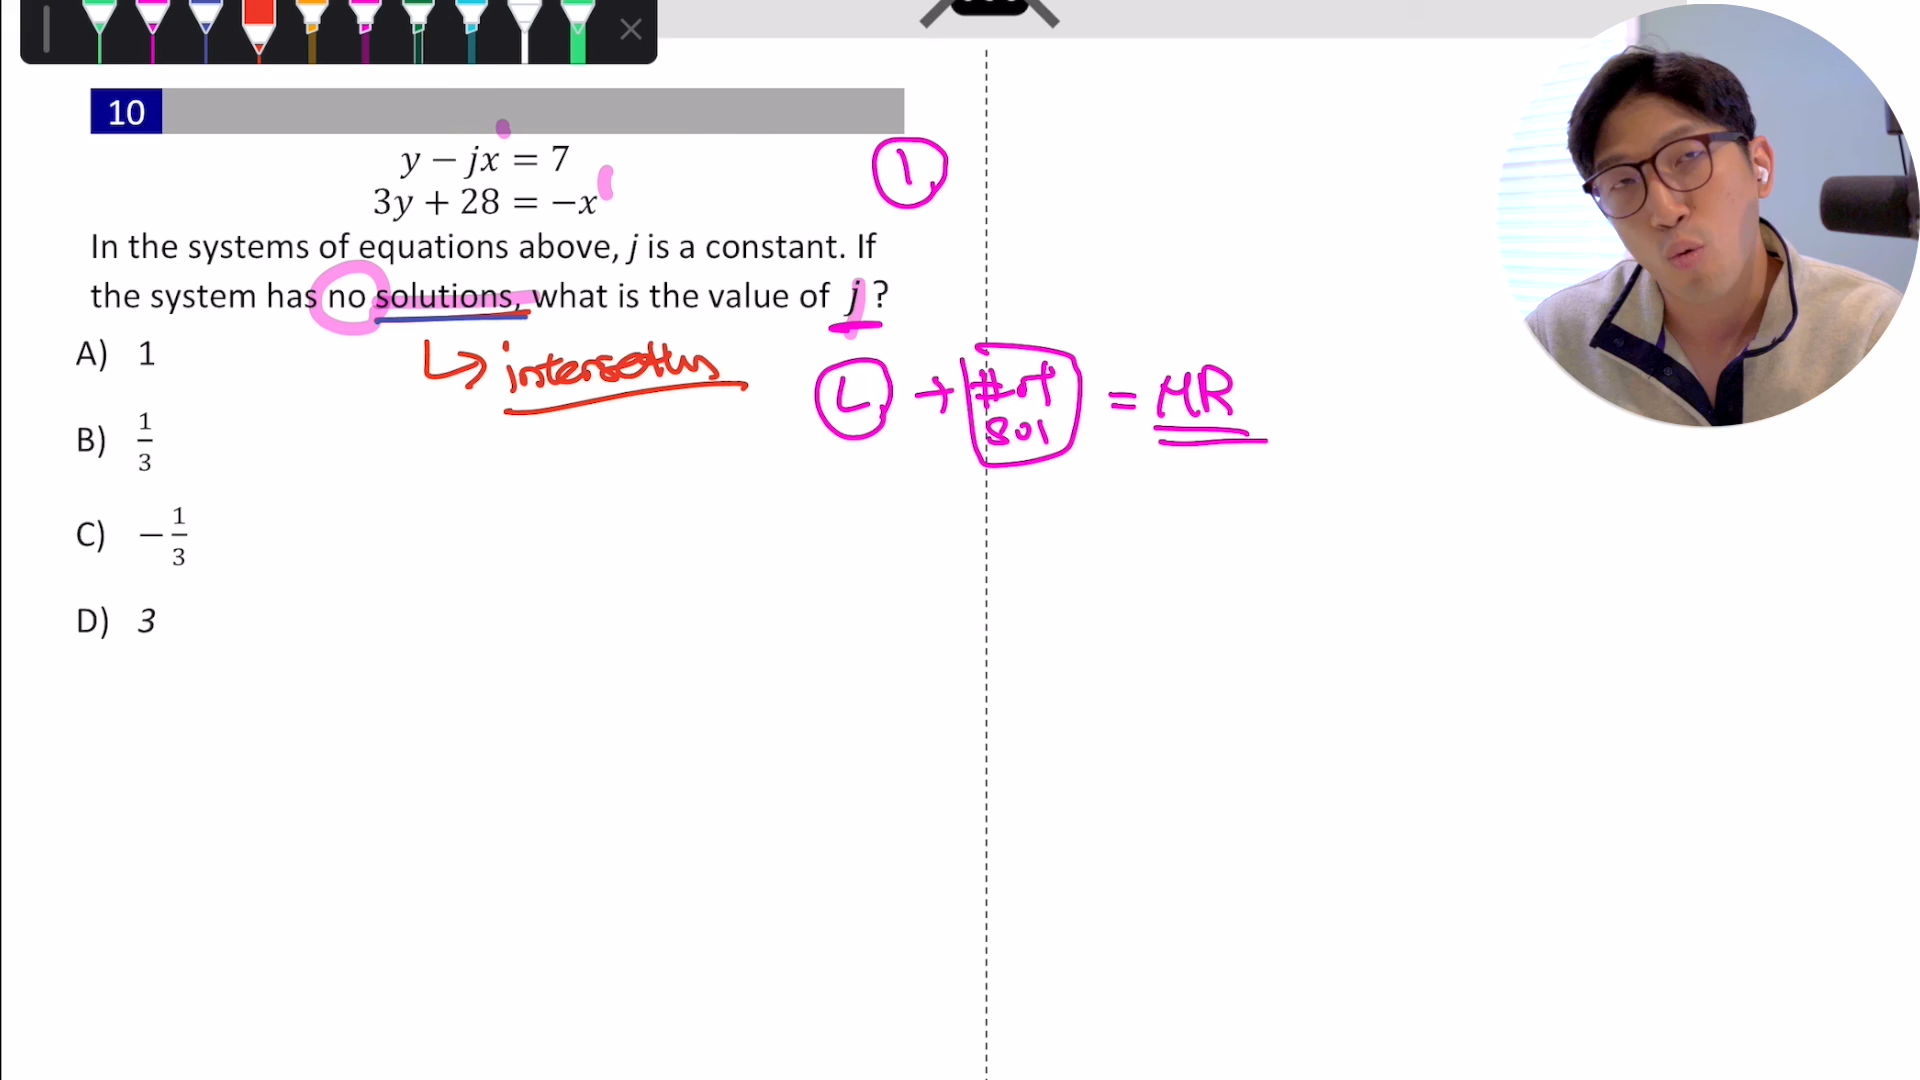 10
y − jx = 7
3y + 28 = −x
In the systems of equations above, j is a constant. If
the system has no solutions, what is the value of j ?
A) 1
B) 1/3
C) −1/3
D) 3
①
L + # of sol = MR